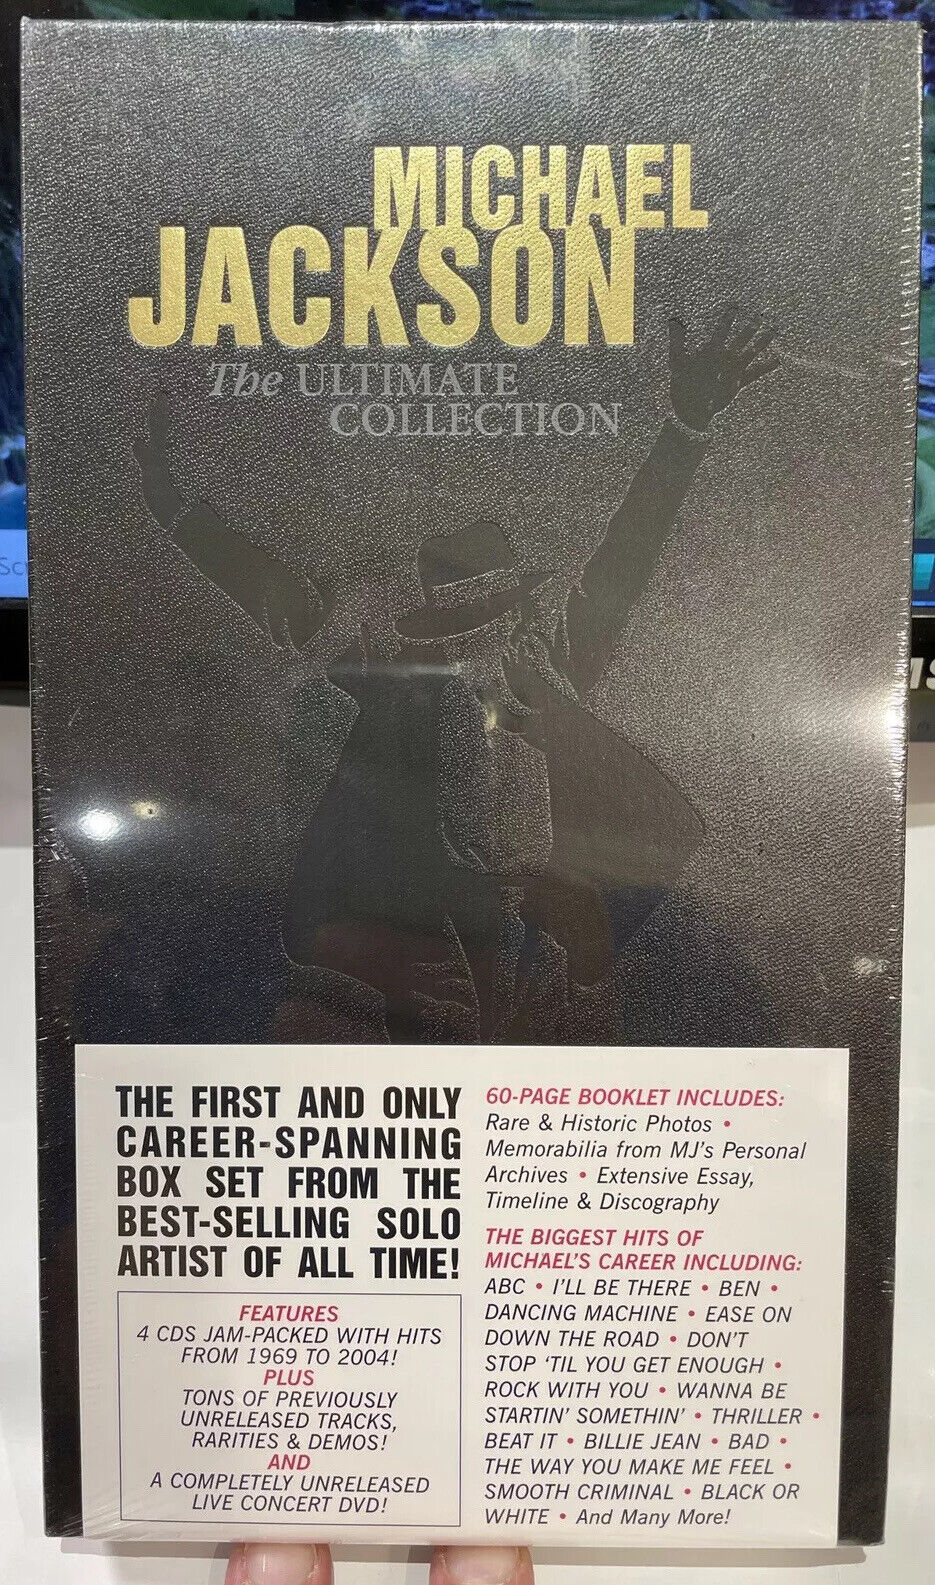 MICHAEL
JACKSON
The ULTIMATE
COLLECTION
THE FIRST AND ONLY
CAREER-SPANNING
BOX SET FROM THE
BEST-SELLING SOLO
ARTIST OF ALL TIME!
FEATURES
4 CDS JAM-PACKED WITH HITS
FROM 1969 TO 2004!
PLUS
TONS OF PREVIOUSLY
UNRELEASED TRACKS,
RARITIES & DEMOS!
AND
A COMPLETELY UNRELEASED
LIVE CONCERT DVD!
60-PAGE BOOKLET INCLUDES:
Rare & Historic Photos •
Memorabilia from MJ's Personal
Archives • Extensive Essay,
Timeline & Discography
THE BIGGEST HITS OF
MICHAEL'S CAREER INCLUDING:
ABC • I'LL BE THERE • BEN •
DANCING MACHINE • EASE ON
DOWN THE ROAD • DON'T
STOP 'TIL YOU GET ENOUGH •
ROCK WITH YOU • WANNA BE
STARTIN' SOMETHIN' • THRILLER •
BEAT IT • BILLIE JEAN • BAD •
THE WAY YOU MAKE ME FEEL •
SMOOTH CRIMINAL • BLACK OR
WHITE • And Many More!